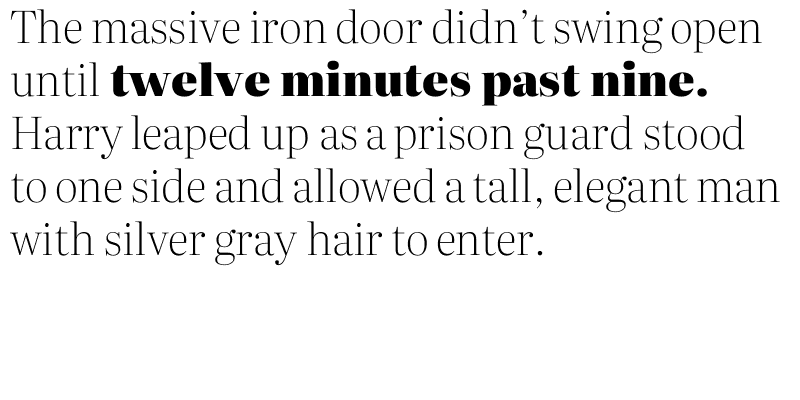 The massive iron door didn’t swing open
until twelve minutes past nine.
Harry leaped up as a prison guard stood
to one side and allowed a tall, elegant man
with silver gray hair to enter.